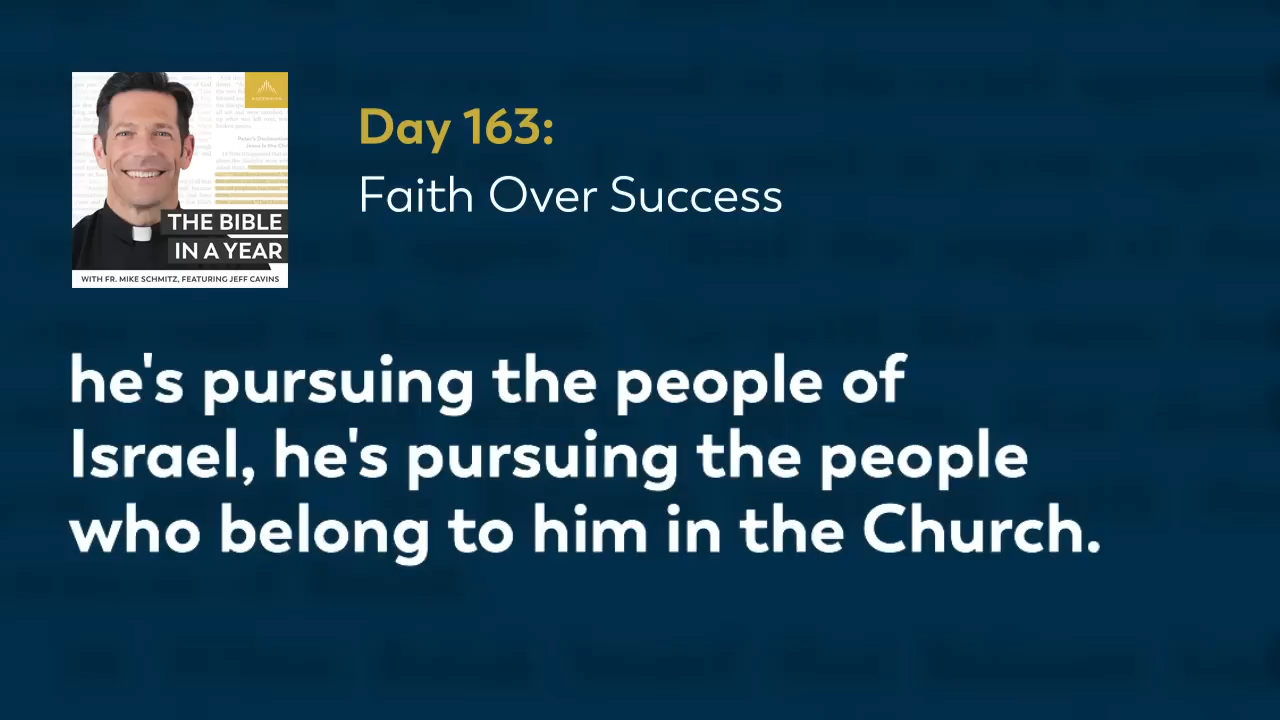 Day 163:
Faith Over Success
THE BIBLE
IN A YEAR
WITH FR. MIKE SCHMITZ, FEATURING JEFF CAVINS
he's pursuing the people of
Israel, he's pursuing the people
who belong to him in the Church.